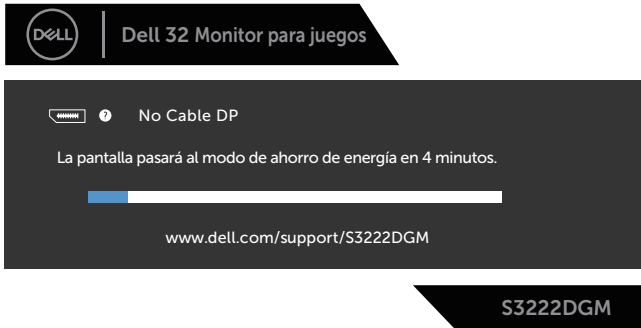 DELL
Dell 32 Monitor para juegos
? No Cable DP
La pantalla pasará al modo de ahorro de energía en 4 minutos.
www.dell.com/support/S3222DGM
S3222DGM